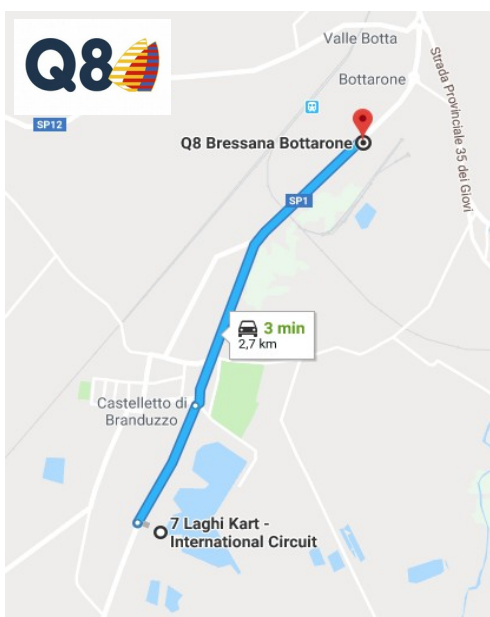 Q8
Valle Botta
Bottarone
Strada Provinciale 35 dei Giovi
SP12
Q8 Bressana Bottarone
SP1
3 min
2,7 km
Castelletto di
Branduzzo
7 Laghi Kart -
International Circuit